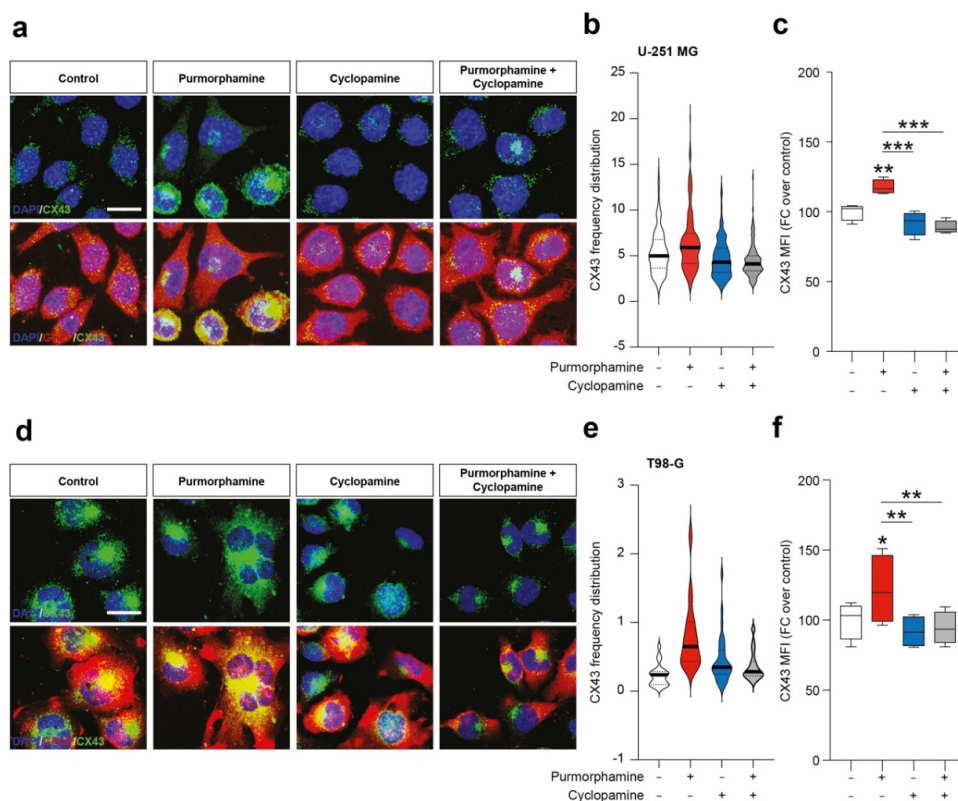 a
Control
Purmorphamine
Cyclopamine
Purmorphamine +
Cyclopamine
DAPI/CX43
CX43
b
U-251 MG
CX43 frequency distribution
25
20
15
10
5
0
-5
Purmorphamine - + - +
Cyclopamine - - + +
c
CX43 MFI (FC over control)
200
150
100
50
0
***
***
**
- + - +
- - + +
d
Control
Purmorphamine
Cyclopamine
Purmorphamine +
Cyclopamine
/CX43
e
T98-G
CX43 frequency distribution
3
2
1
0
-1
Purmorphamine - + - +
Cyclopamine - - + +
f
CX43 MFI (FC over control)
200
150
100
50
0
**
**
*
- + - +
- - + +